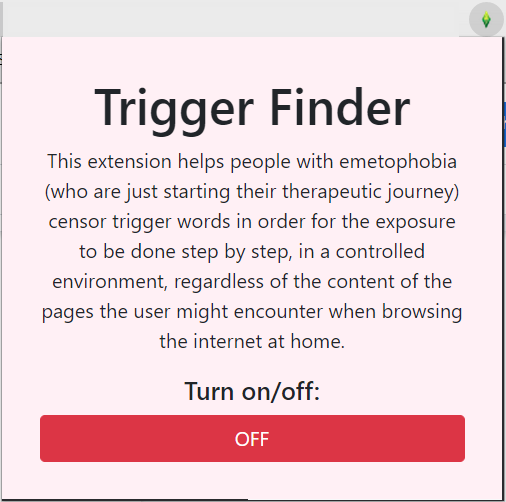 Trigger Finder
This extension helps people with emetophobia
(who are just starting their therapeutic journey)
censor trigger words in order for the exposure
to be done step by step, in a controlled
environment, regardless of the content of the
pages the user might encounter when browsing
the internet at home.
Turn on/off:
OFF